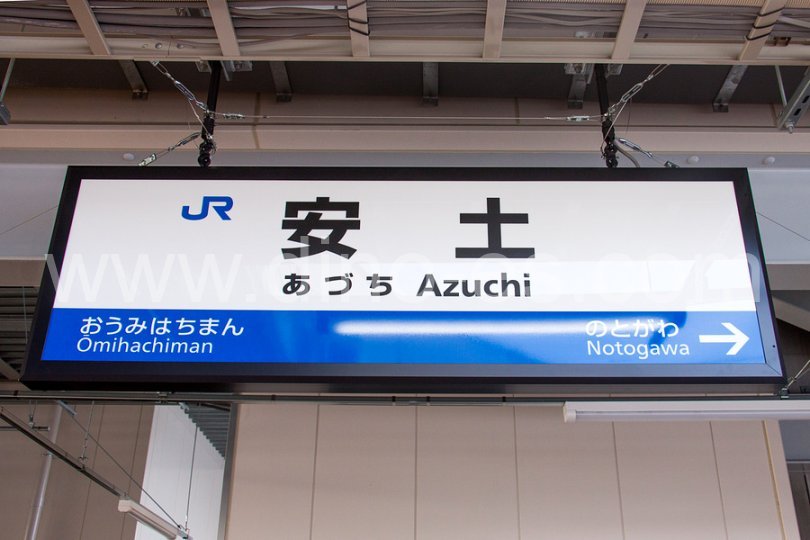 JR 安土
あづち Azuchi
おうみはちまん のとがわ
Ōmihachiman Notogawa →